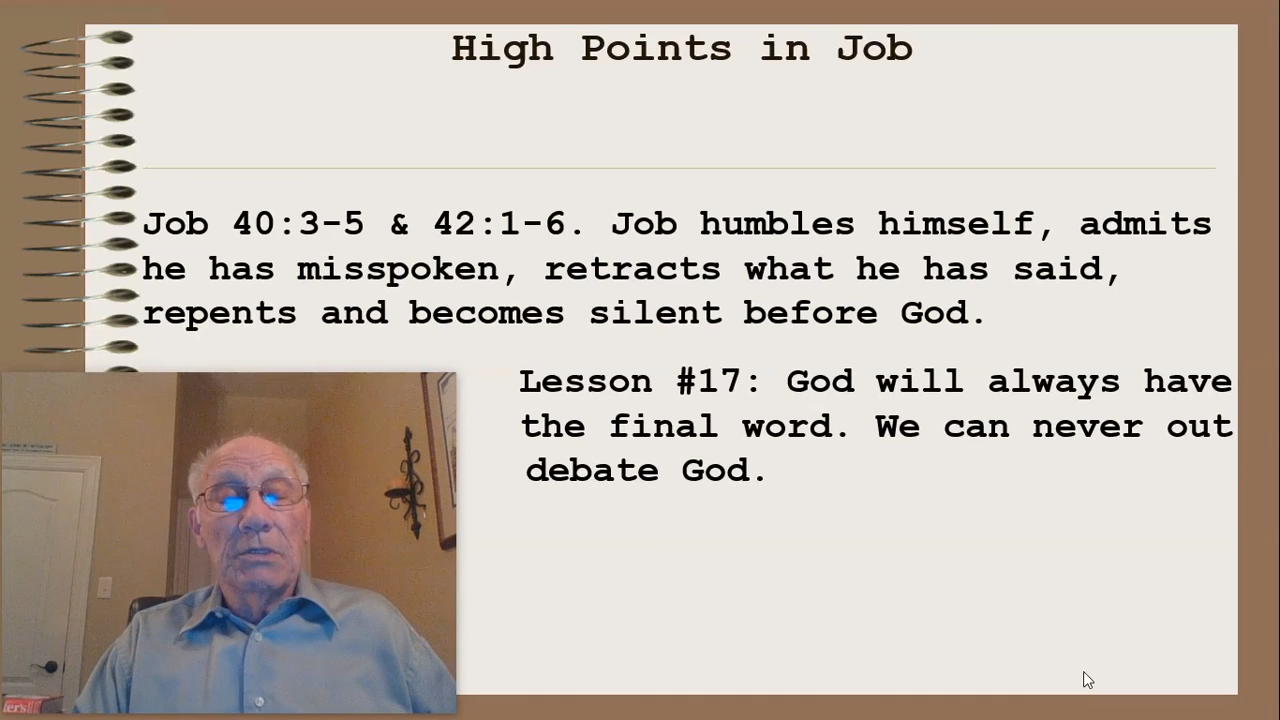 High Points in Job
Job 40:3-5 & 42:1-6. Job humbles himself, admits
he has misspoken, retracts what he has said,
repents and becomes silent before God.
Lesson #17: God will always have
the final word. We can never out
debate God.